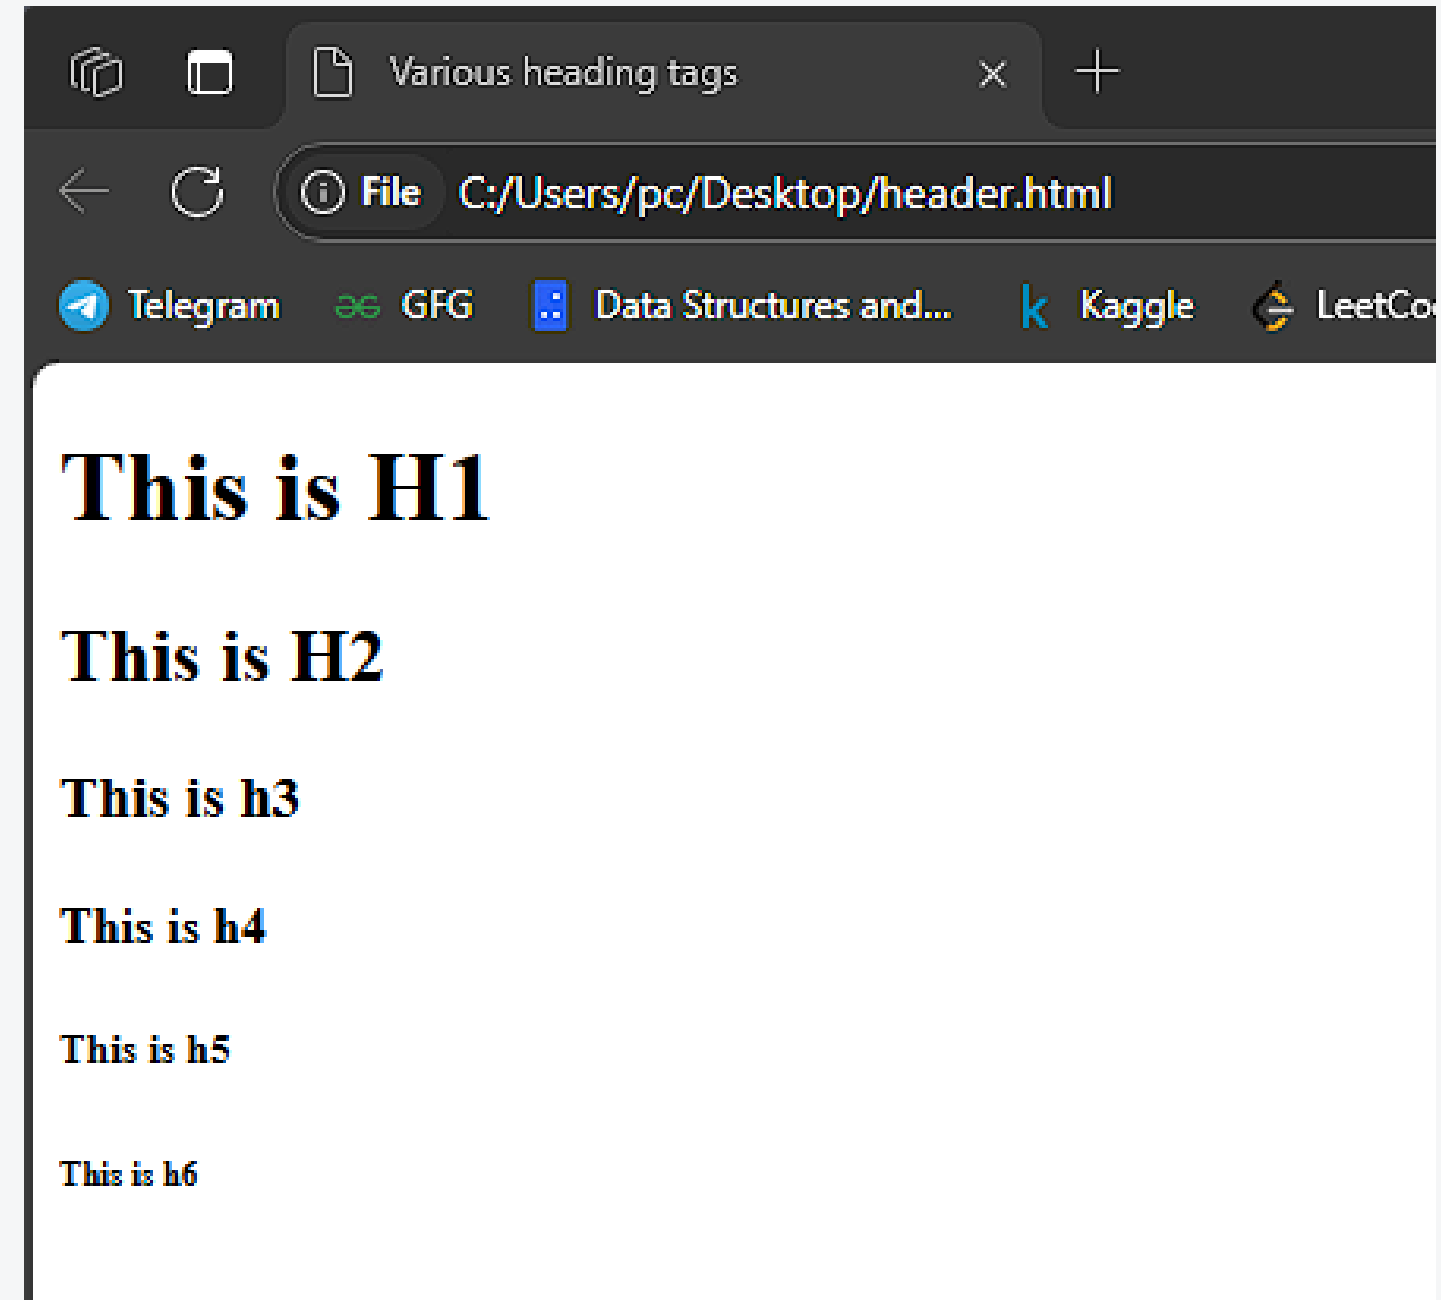 Various heading tags
File C:/Users/pc/Desktop/header.html
Telegram GFG Data Structures and... Kaggle
This is H1
This is H2
This is h3
This is h4
This is h5
This is h6